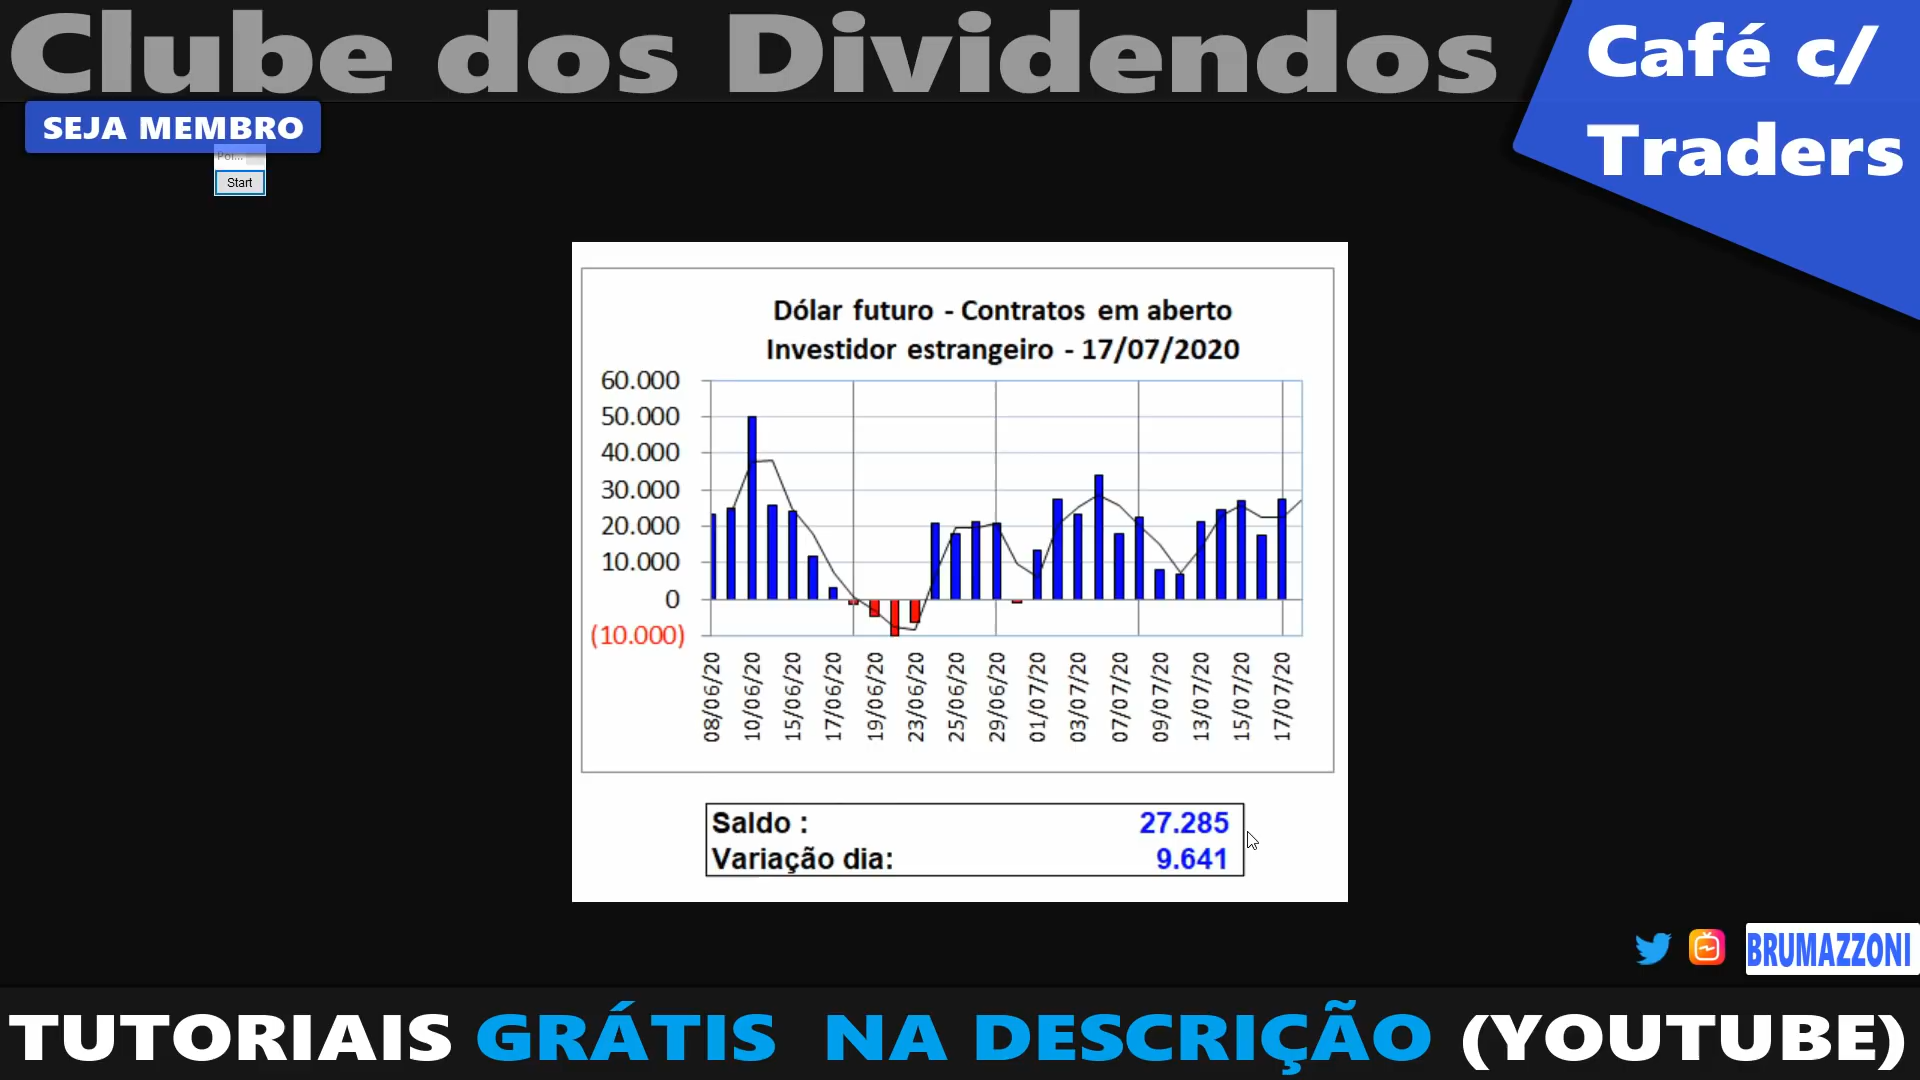 Clube dos Dividendos
Café c/
Traders
SEJA MEMBRO
Start
Dólar futuro - Contratos em aberto
Investidor estrangeiro - 17/07/2020
60.000
50.000
40.000
30.000
20.000
10.000
0
(10.000)
08/06/20
10/06/20
15/06/20
17/06/20
19/06/20
23/06/20
25/06/20
29/06/20
01/07/20
03/07/20
07/07/20
09/07/20
13/07/20
15/07/20
17/07/20
Saldo : 27.285
Variação dia: 9.641
BRUMAZZONI
TUTORIAIS GRÁTIS NA DESCRIÇÃO (YOUTUBE)